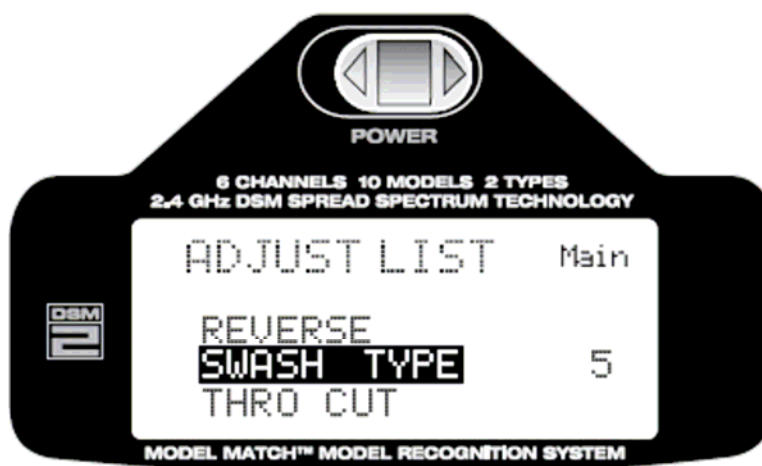 POWER
6 CHANNELS 10 MODELS 2 TYPES
2.4 GHz DSM SPREAD SPECTRUM TECHNOLOGY
ADJUST LIST Main
DSM
2
REVERSE
SWASH TYPE 5
THRO CUT
MODEL MATCH™ MODEL RECOGNITION SYSTEM